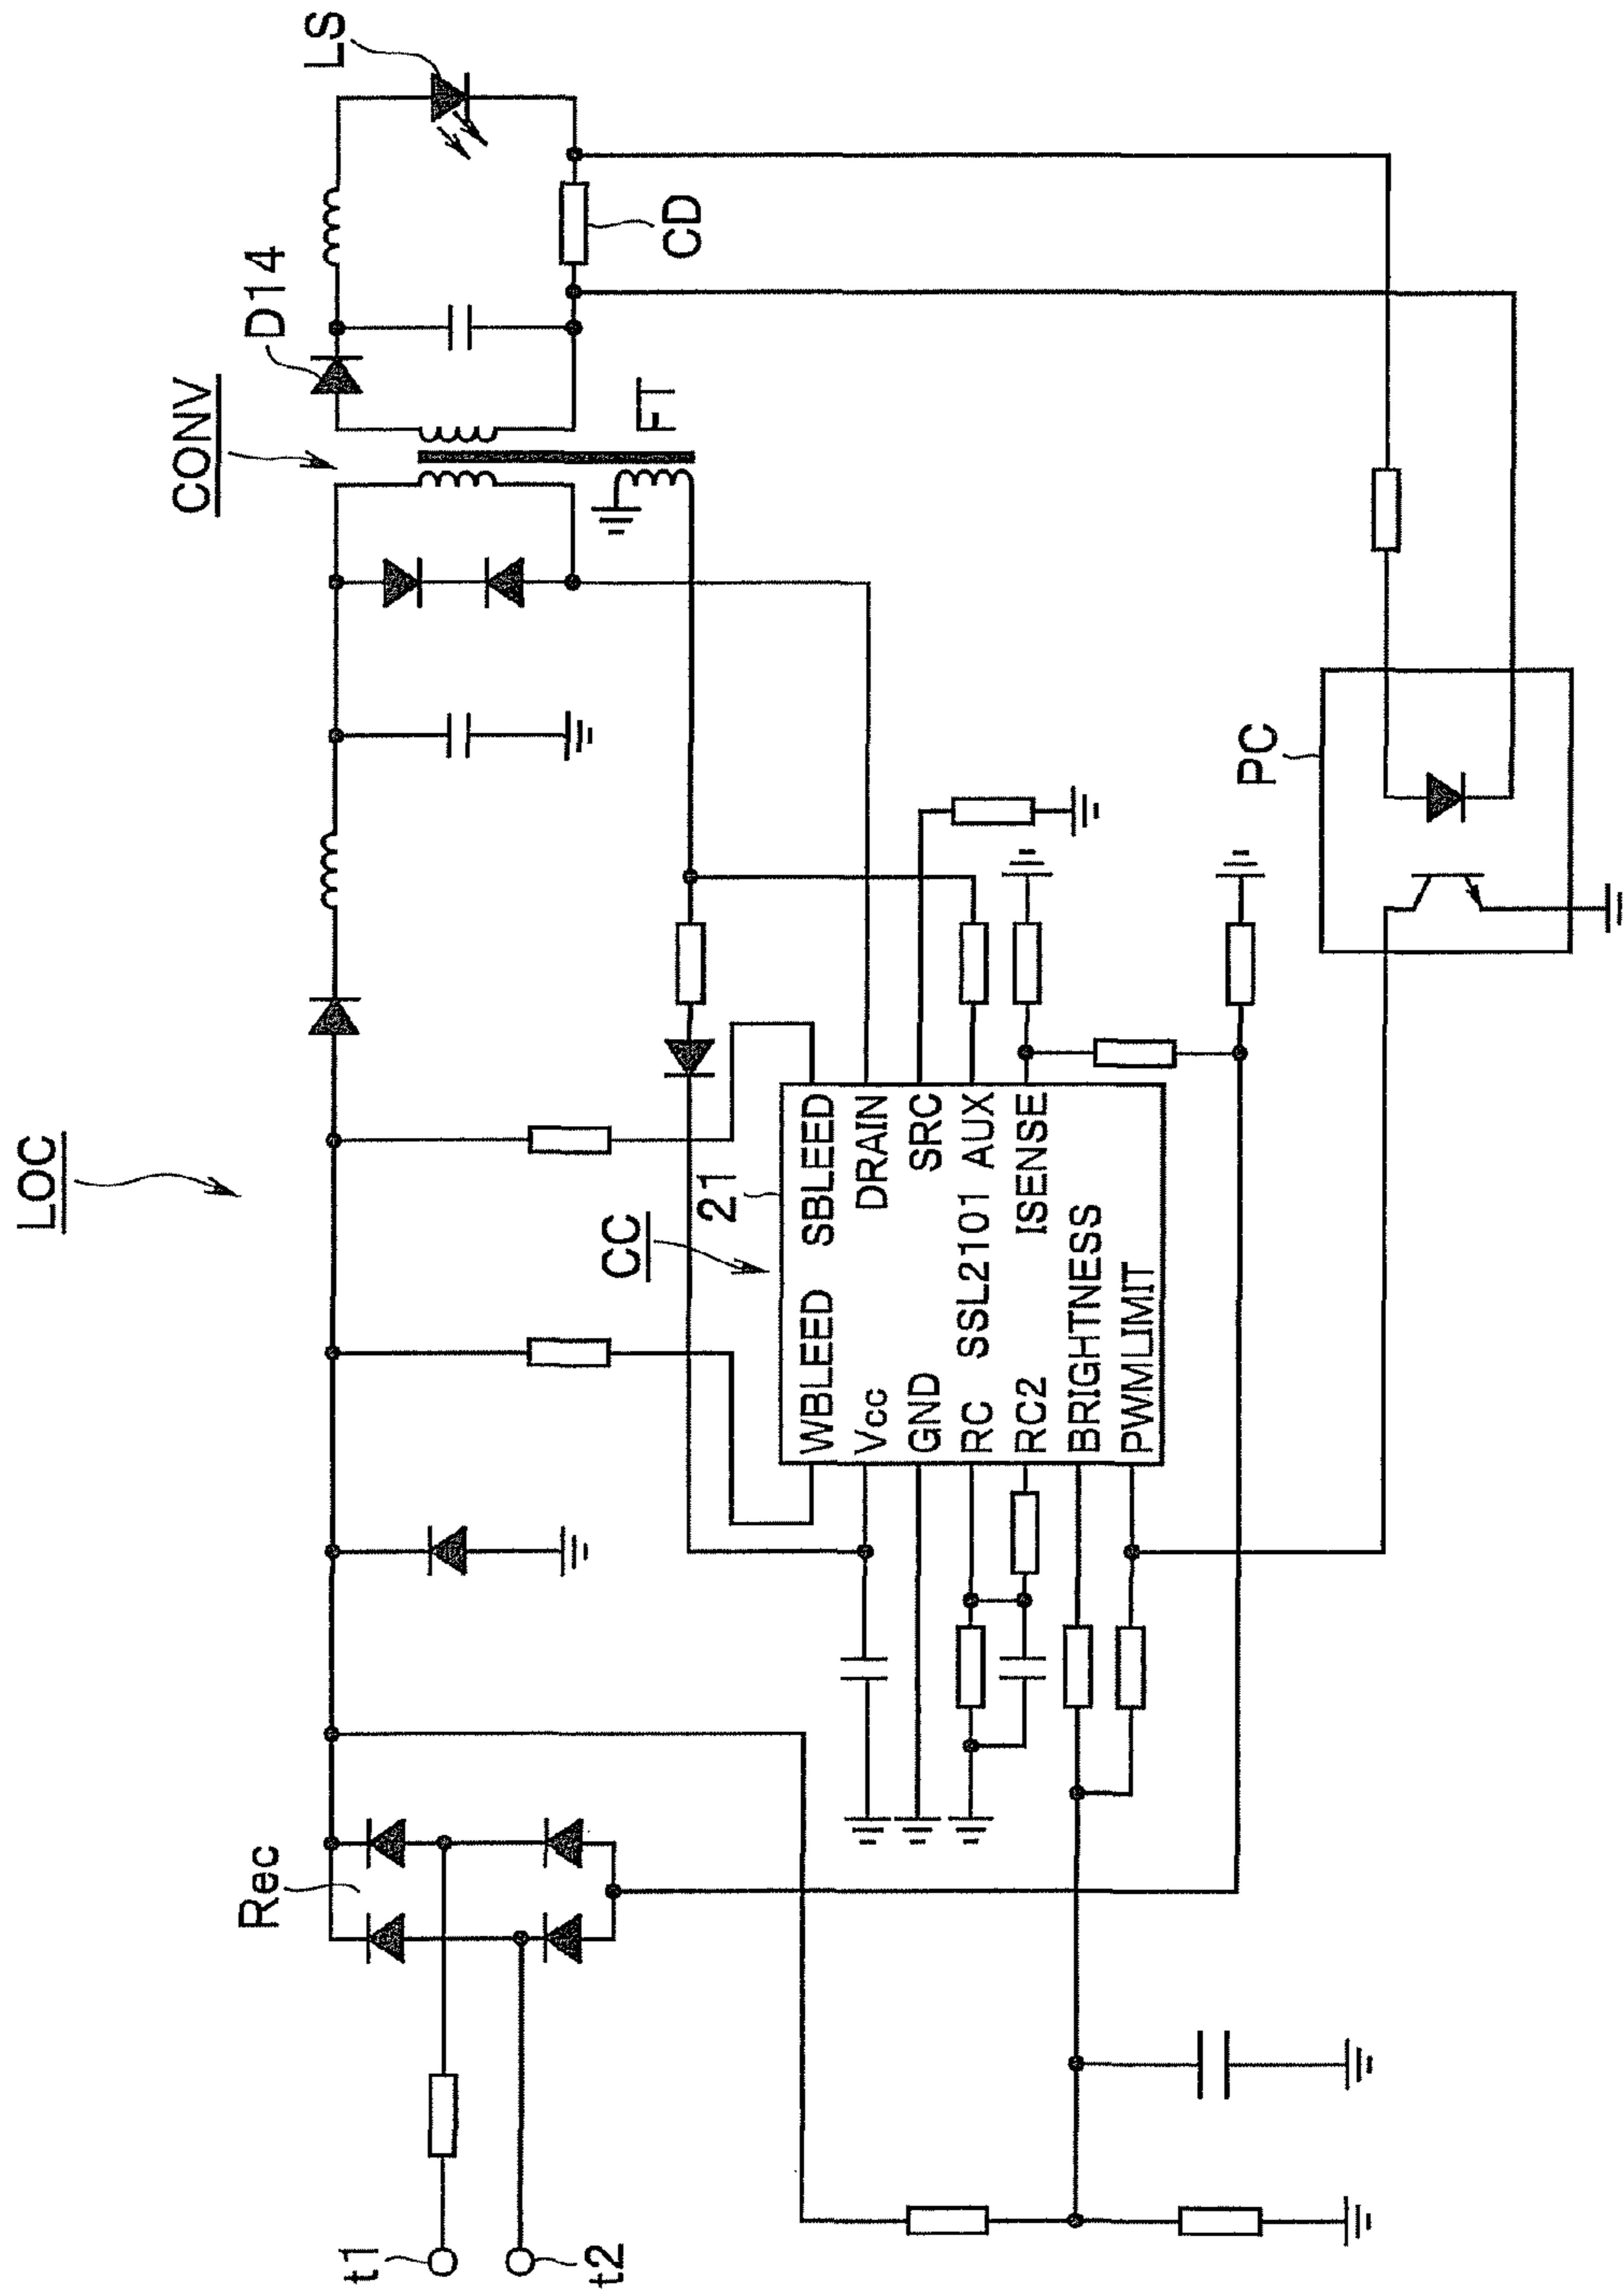 LOC
CONV
D14
LS
CD
FT
Rec
t1
t2
CC
21
WBLEED SBLEED
Vcc DRAIN
GND SRC
RC SSL2101 AUX
RC2 ISENSE
BRIGHTNESS
PWMLIMIT
PC